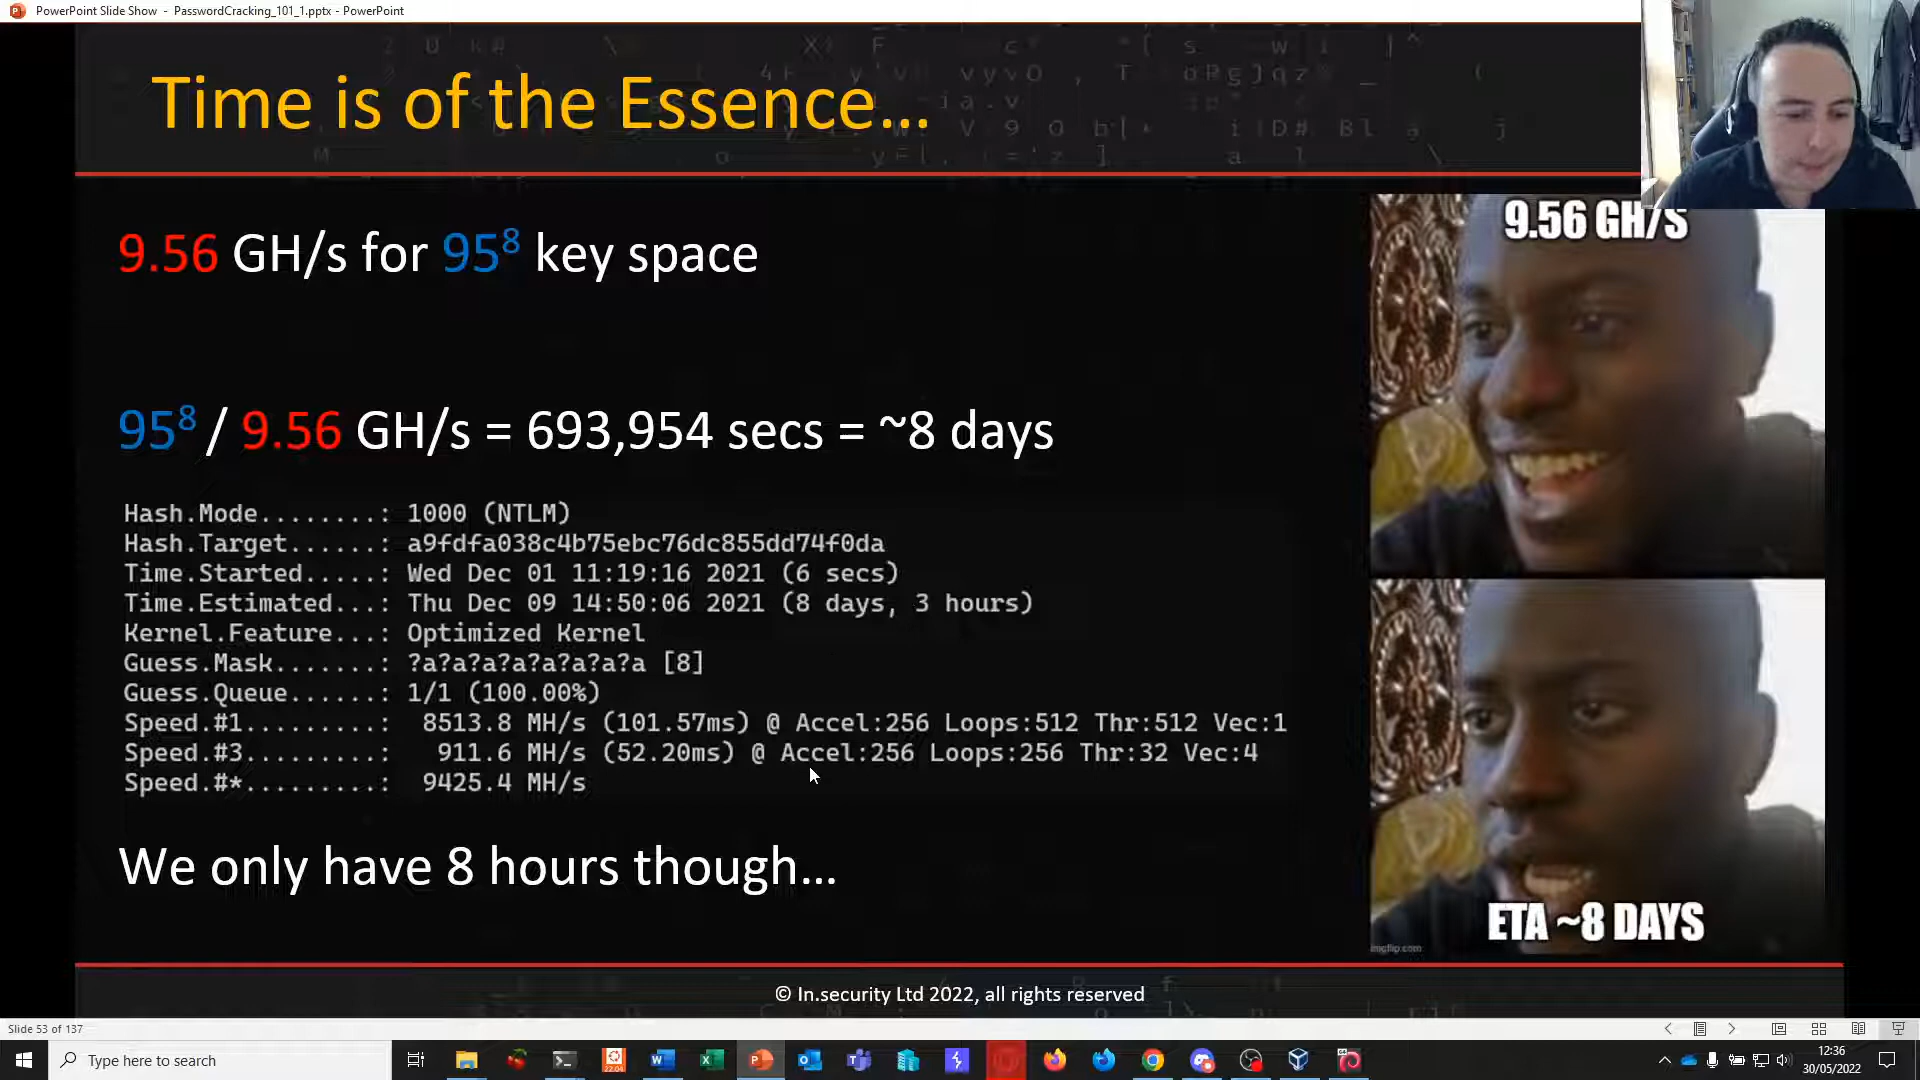 PowerPoint Slide Show - PasswordCracking_101_1.pptx - PowerPoint
Time is of the Essence...
9.56 GH/s for 95⁸ key space
9.56 GH/S
95⁸ / 9.56 GH/s = 693,954 secs = ~8 days
Hash.Mode........: 1000 (NTLM)
Hash.Target......: a9fdfa038c4b75ebc76dc855dd74f0da
Time.Started.....: Wed Dec 01 11:19:16 2021 (6 secs)
Time.Estimated...: Thu Dec 09 14:50:06 2021 (8 days, 3 hours)
Kernel.Feature...: Optimized Kernel
Guess.Mask.......: ?a?a?a?a?a?a?a?a [8]
Guess.Queue......: 1/1 (100.00%)
Speed.#1.........: 8513.8 MH/s (101.57ms) @ Accel:256 Loops:512 Thr:512 Vec:1
Speed.#3.........: 911.6 MH/s (52.20ms) @ Accel:256 Loops:256 Thr:32 Vec:4
Speed.#*.........: 9425.4 MH/s
We only have 8 hours though...
ETA ~8 DAYS
imgflip.com
© In.security Ltd 2022, all rights reserved
Slide 53 of 137
Type here to search
22.04
12:36
30/05/2022